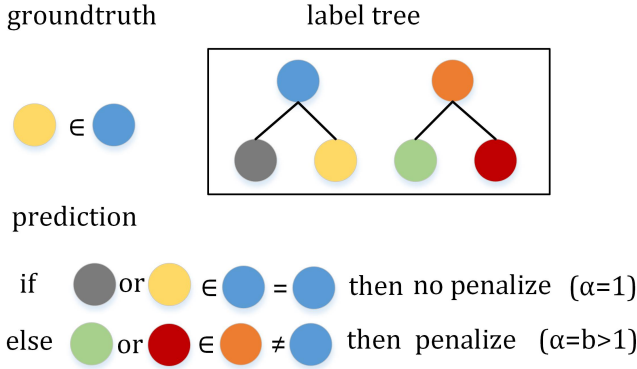 groundtruth label tree
∈
prediction
if or ∈ = then no penalize (α=1)
else or ∈ ≠ then penalize (α=b>1)